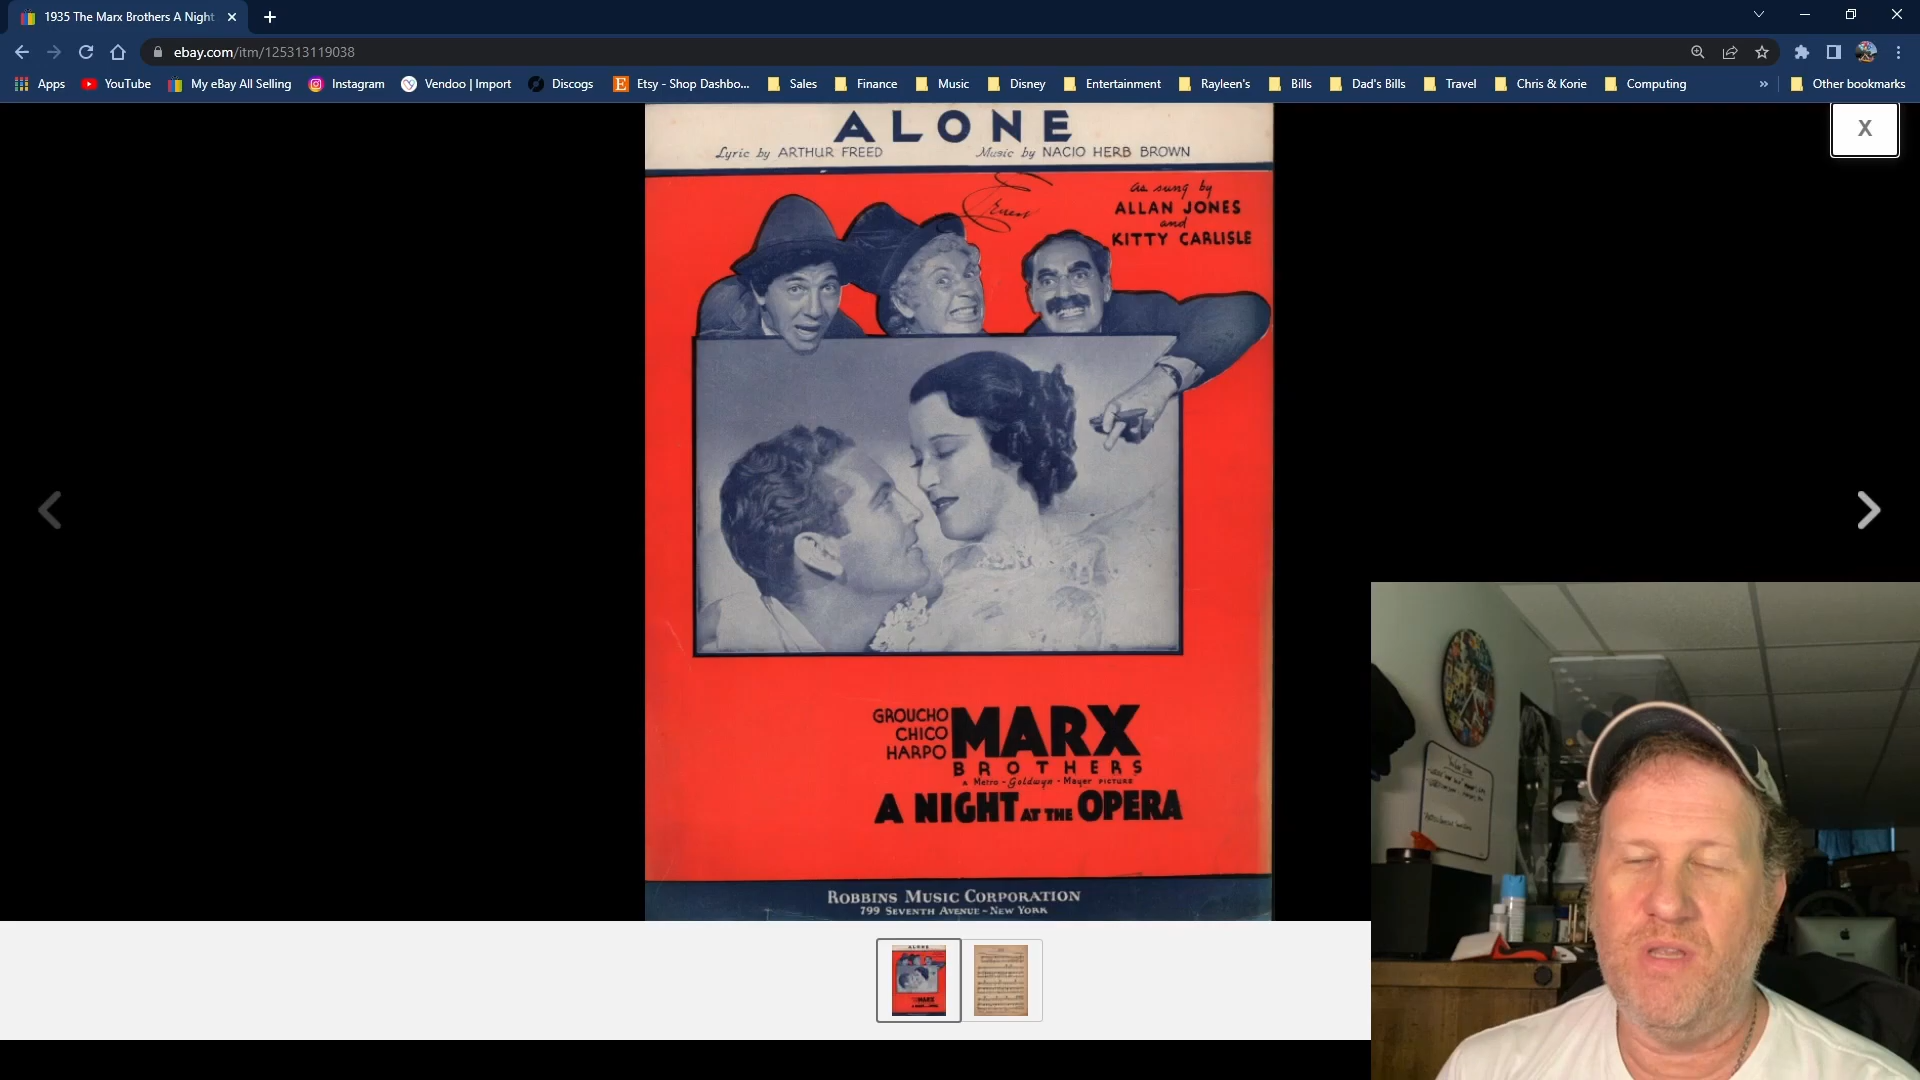 1935 The Marx Brothers A Night
ebay.com/itm/125313119038
Apps YouTube My eBay All Selling Instagram Vendoo | Import Discogs Etsy - Shop Dashbo... Sales Finance Music Disney Entertainment Rayleen's Bills Dad's Bills Travel Chris & Korie Computing » Other bookmarks
X
ALONE
Lyric by ARTHUR FREED Music by NACIO HERB BROWN
as sung by
ALLAN JONES
and
KITTY CARLISLE
GROUCHO
CHICO
HARPO
MARX
BROTHERS
A Metro-Goldwyn-Mayer PICTURE
A NIGHT AT THE OPERA
ROBBINS MUSIC CORPORATION
799 SEVENTH AVENUE - NEW YORK